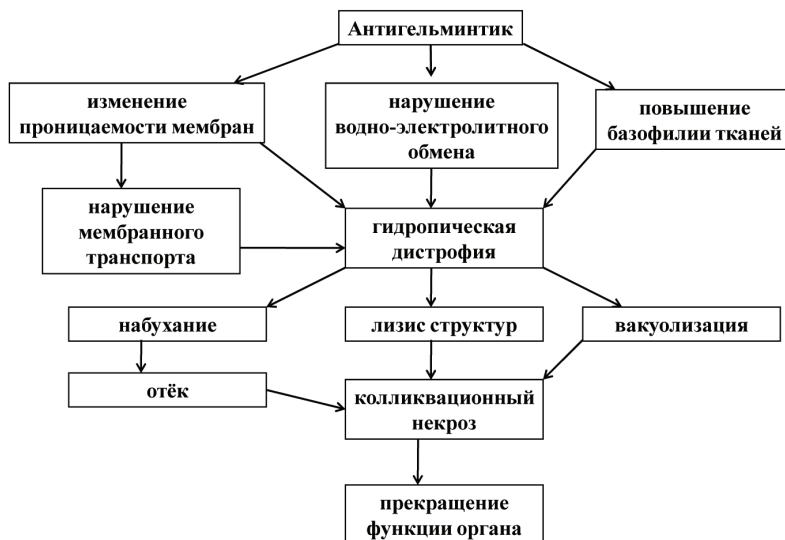 Антигельминтик
изменение
проницаемости мембран
нарушение
водно-электролитного
обмена
повышение
базофилии тканей
нарушение
мембранного
транспорта
гидропическая
дистрофия
набухание
лизис структур
вакуолизация
отёк
колликвационный
некроз
прекращение
функции органа